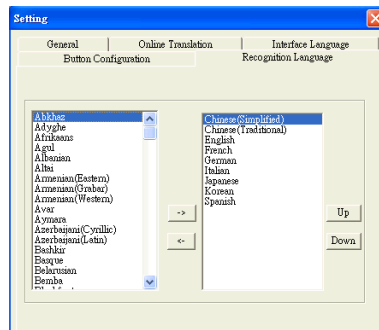 Setting
General
Online Translation
Interface Language
Button Configuration
Recognition Language
Abkhaz
Adyghe
Afrikaans
Agul
Albanian
Altai
Armenian(Eastern)
Armenian(Grabar)
Armenian(Western)
Avar
Aymara
Azerbaijani(Cyrillic)
Azerbaijani(Latin)
Bashkir
Basque
Belarusian
Bemba
->
<-
Chinese(Simplified)
Chinese(Traditional)
English
French
German
Italian
Japanese
Korean
Spanish
Up
Down